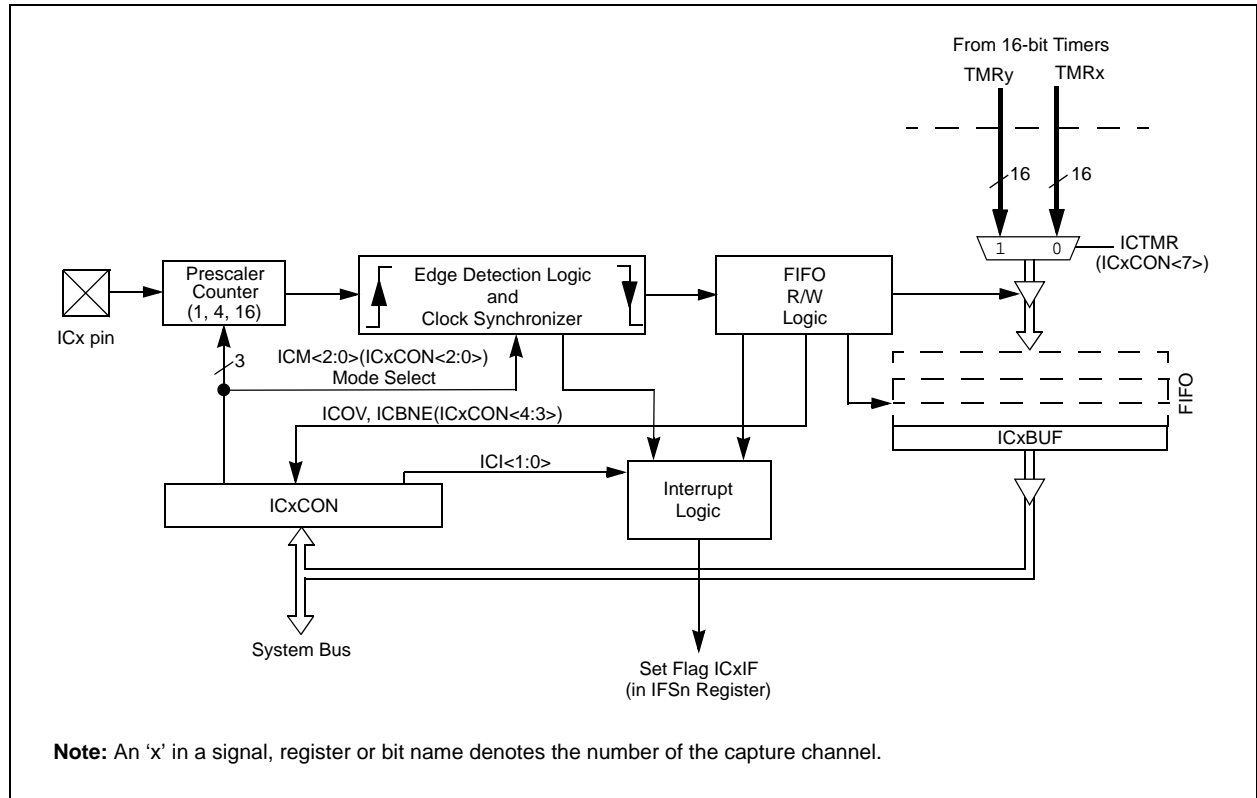 From 16-bit Timers
TMRy TMRx
16 16
1 0
ICTMR
(ICxCON<7>)
Prescaler
Counter
(1, 4, 16)
Edge Detection Logic
and
Clock Synchronizer
FIFO
R/W
Logic
ICx pin
3
ICM<2:0>(ICxCON<2:0>)
Mode Select
FIFO
ICOV, ICBNE(ICxCON<4:3>)
ICxBUF
ICI<1:0>
ICxCON
Interrupt
Logic
System Bus
Set Flag ICxIF
(in IFSn Register)
Note: An ‘x’ in a signal, register or bit name denotes the number of the capture channel.